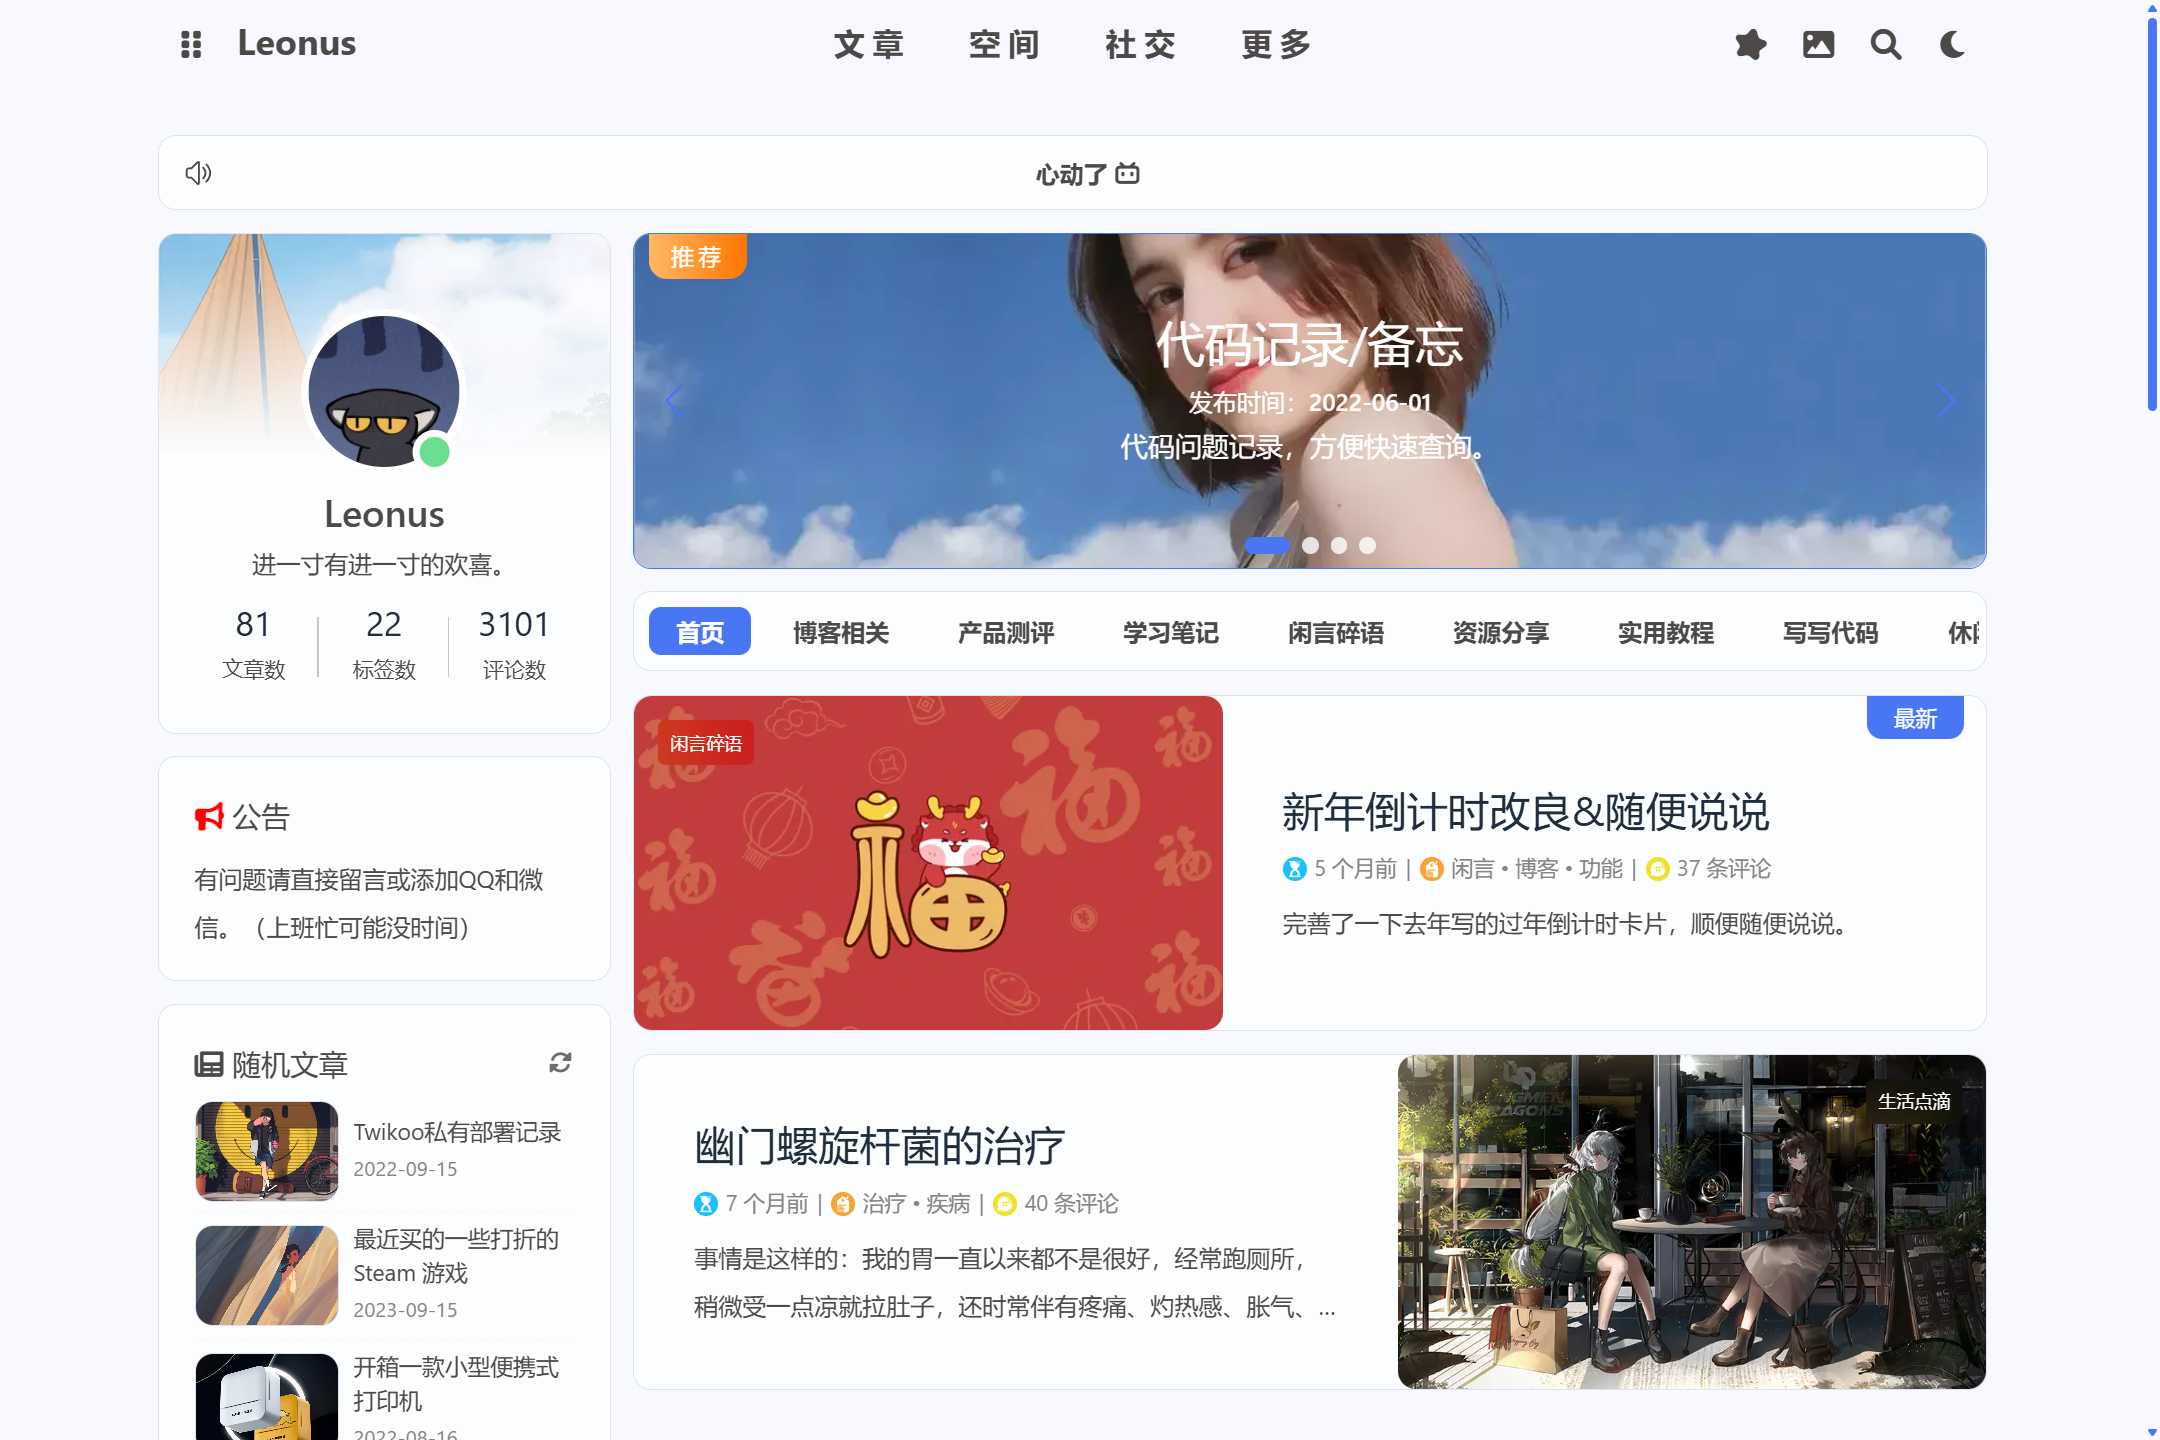 Leonus
文章 空间 社交 更多
心动了
推荐
代码记录/备忘
发布时间：2022-06-01
代码问题记录，方便快速查询。
Leonus
进一寸有进一寸的欢喜。
81 22 3101
文章数 标签数 评论数
首页 博客相关 产品测评 学习笔记 闲言碎语 资源分享 实用教程 写写代码 休
公告
有问题请直接留言或添加QQ和微
信。（上班忙可能没时间）
闲言碎语
最新
新年倒计时改良&随便说说
5 个月前 | 闲言 • 博客 • 功能 | 37 条评论
完善了一下去年写的过年倒计时卡片，顺便随便说说。
随机文章
Twikoo私有部署记录
2022-09-15
最近买的一些打折的
Steam 游戏
2023-09-15
开箱一款小型便携式
打印机
2022-08-16
幽门螺旋杆菌的治疗
7 个月前 | 治疗 • 疾病 | 40 条评论
事情是这样的：我的胃一直以来都不是很好，经常跑厕所，
稍微受一点凉就拉肚子，还时常伴有疼痛、灼热感、胀气、...
生活点滴